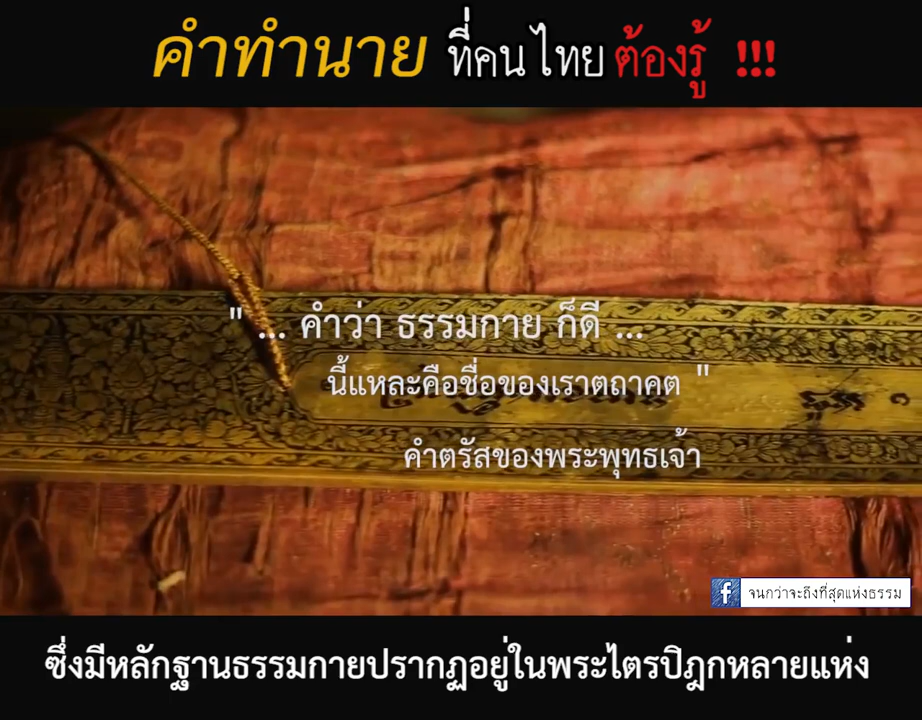 คำทำนาย ที่คนไทย ต้องรู้ !!!
" ... คำว่า ธรรมกาย ก็ดี ...
นี้แหละคือชื่อของเราตถาคต "
คำตรัสของพระพุทธเจ้า
จนกว่าจะถึงที่สุดแห่งธรรม
ซึ่งมีหลักฐานธรรมกายปรากฏอยู่ในพระไตรปิฎกหลายแห่ง